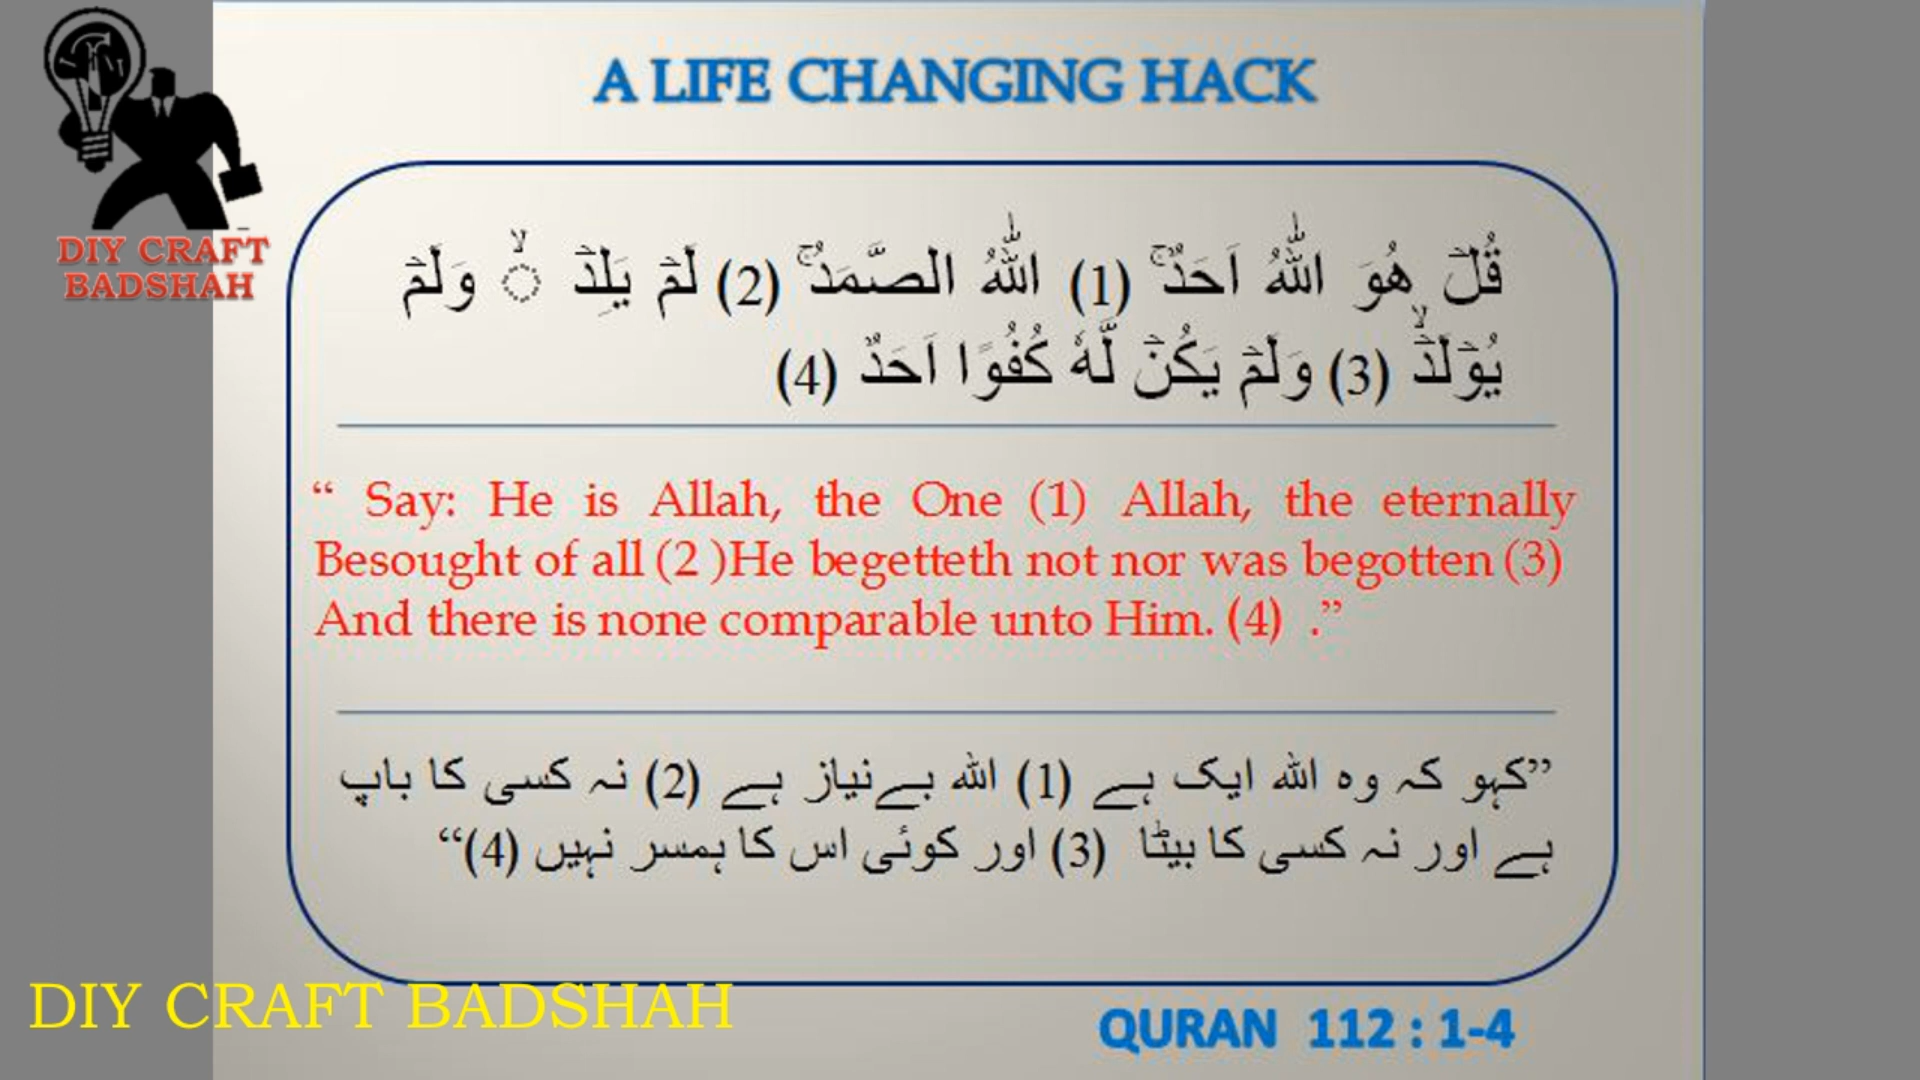 A LIFE CHANGING HACK
DIY CRAFT
BADSHAH
قُلۡ هُوَ اللّٰهُ اَحَدٌ‌ ۚ‏ (1) اللّٰهُ الصَّمَدُ‌ ۚ‏ (2) لَمۡ يَلِدۡ ۙ وَلَمۡ
يُوۡلَدۡ ۙ (3) وَلَمۡ يَكُنۡ لَّهٗ كُفُوًا اَحَدٌ (4)
“ Say: He is Allah, the One (1) Allah, the eternally
Besought of all (2 )He begetteth not nor was begotten (3)
And there is none comparable unto Him. (4) .”
”کہو کہ وہ الله ایک ہے (1) الله بےنیاز ہے (2) نہ کسی کا باپ
ہے اور نہ کسی کا بیٹا (3) اور کوئی اس کا ہمسر نہیں (4)“
DIY CRAFT BADSHAH
QURAN 112 : 1-4